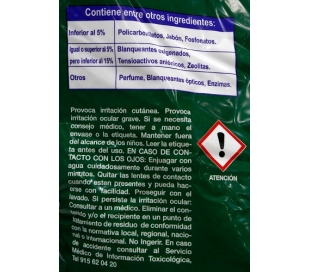 Contiene entre otros ingredientes:
Inferior al 5%
Policarboxilatos, Jabón, Fosfonatos.
Igual o superior al 5%
pero inferior al 15%
Blanqueantes oxigenados,
Tensioactivos aniónicos, Zeolitas.
Otros
Perfume, Blanqueantes ópticos, Enzimas.
Provoca irritación cutánea. Provoca
irritación ocular grave. Si se necesita
consejo médico, tener a mano el
envase o la etiqueta. Mantener fuera
del alcance de los niños. Leer la etique-
ta antes del uso. EN CASO DE CON-
TACTO CON LOS OJOS: Enjuagar con
agua cuidadosamente durante varios
minutos. Quitar las lentes de contacto
cuando estén presentes y pueda hac-
erse con facilidad. Proseguir con el
lavado. Si persiste la irritación ocular:
Consultar a un médico. Eliminar el con-
tenido y/o el recipiente en un punto de
tratamiento de residuo de conformidad
con la normativa local, regional, nacio-
nal o internacional. No Ingerir. En caso
de accidente consultar al Servicio
Médico de Información Toxicológica,
Tel 915 62 04 20
ATENCIÓN